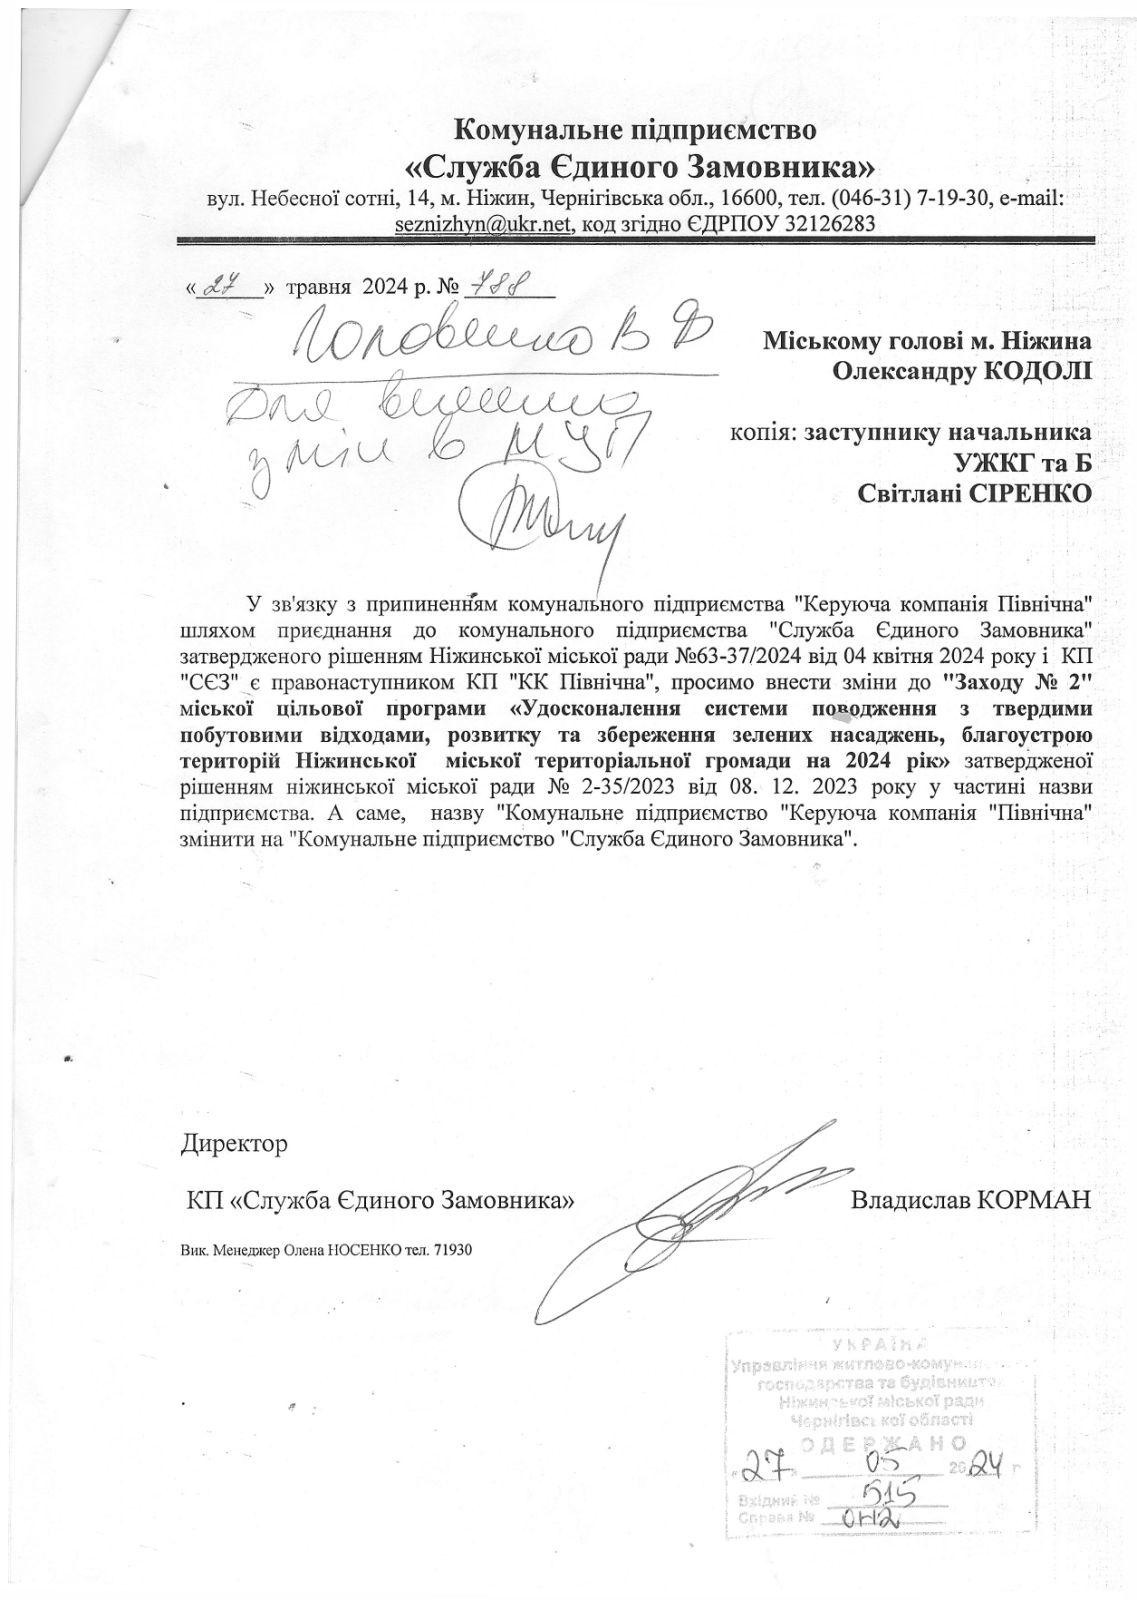 Комунальне підприємство
«Служба Єдиного Замовника»
вул. Небесної сотні, 14, м. Ніжин, Чернігівська обл., 16600, тел. (046-31) 7-19-30, e-mail:
seznizhyn@ukr.net, код згідно ЄДРПОУ 32126283
«27» травня 2024 р. № 788
Головенко В Ф
Для внесення
змін в МЦП
Міському голові м. Ніжина
Олександру КОДОЛІ
копія: заступнику начальника
УЖКГ та Б
Світлані СІРЕНКО
У зв'язку з припиненням комунального підприємства "Керуюча компанія Північна"
шляхом приєднання до комунального підприємства "Служба Єдиного Замовника"
затвердженого рішенням Ніжинської міської ради №63-37/2024 від 04 квітня 2024 року і КП
"СЄЗ" є правонаступником КП "КК Північна", просимо внести зміни до "Заходу № 2"
міської цільової програми «Удосконалення системи поводження з твердими
побутовими відходами, розвитку та збереження зелених насаджень, благоустрою
територій Ніжинської міської територіальної громади на 2024 рік» затвердженої
рішенням ніжинської міської ради № 2-35/2023 від 08. 12. 2023 року у частині назви
підприємства. А саме, назву "Комунальне підприємство "Керуюча компанія "Північна"
змінити на "Комунальне підприємство "Служба Єдиного Замовника".
Директор
КП «Служба Єдиного Замовника» Владислав КОРМАН
Вик. Менеджер Олена НОСЕНКО тел. 71930
УКРАЇНА
Управління житлово-комунального
господарства та будівництва
Ніжинської міської ради
Чернігівської області
ОДЕРЖАНО
«27» 05 2024 г
Вхідний № 515
Справа №